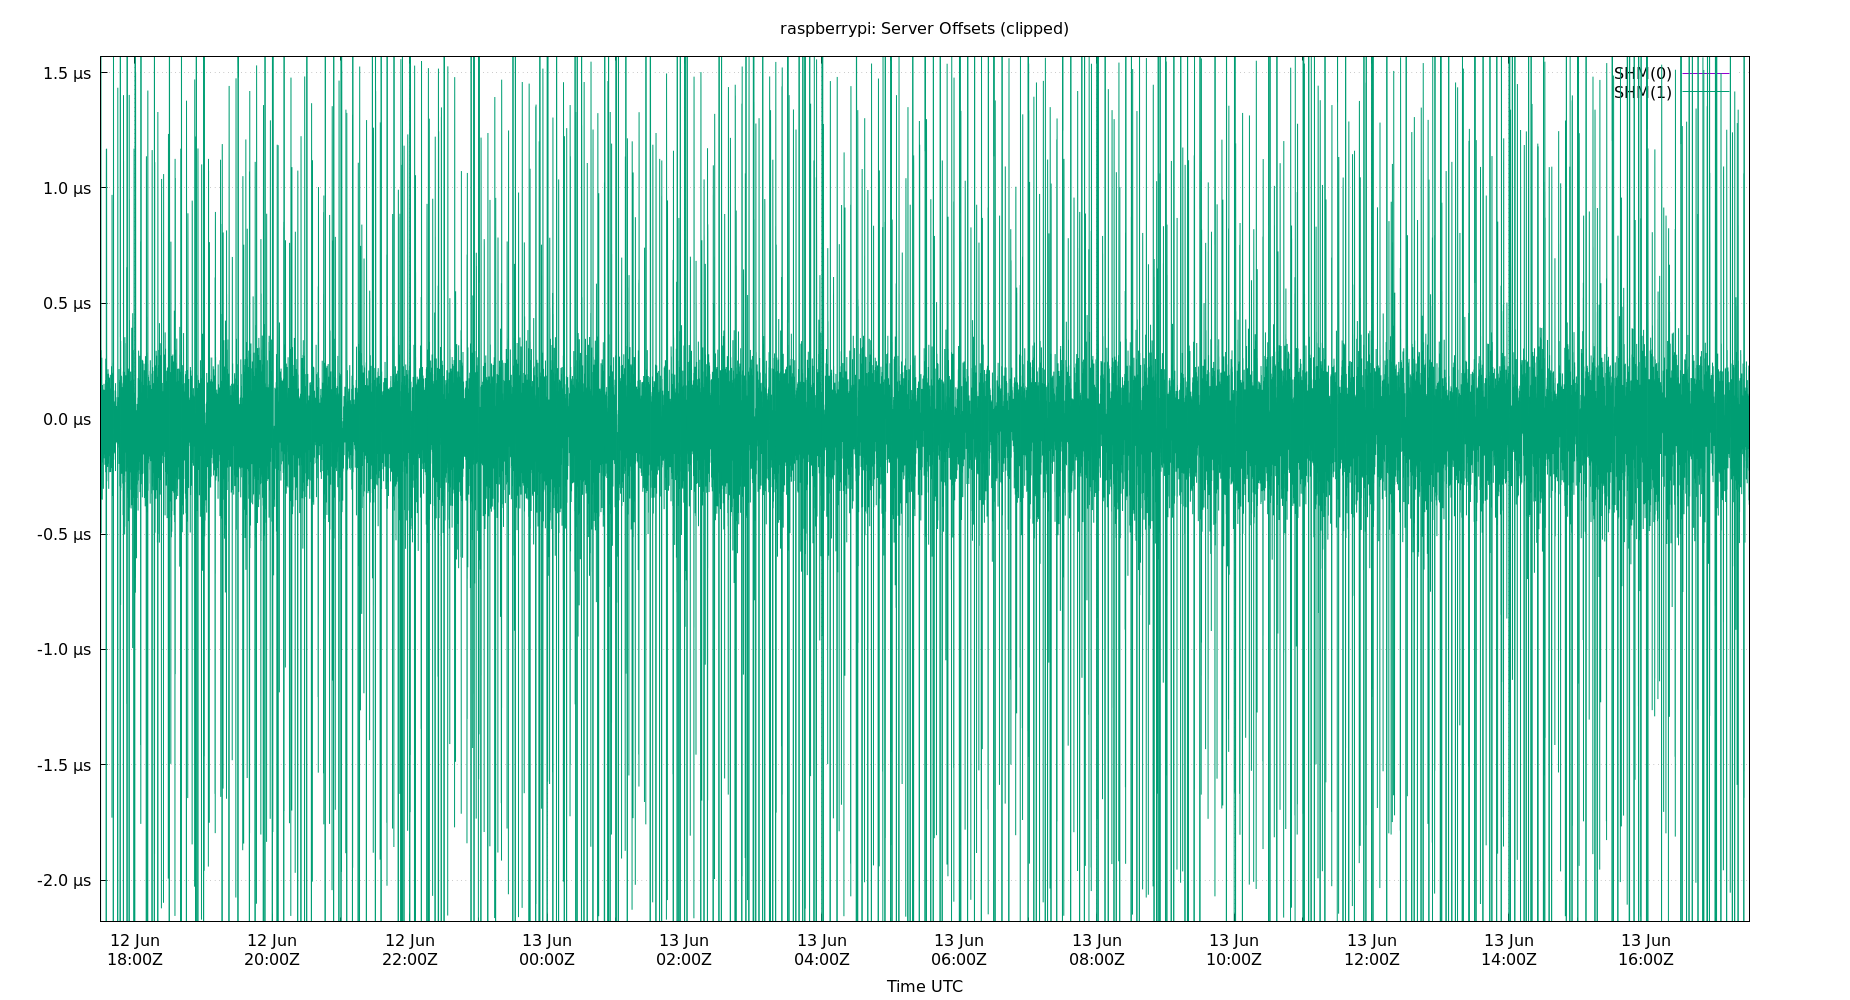 raspberrypi: Server Offsets (clipped)
1.5 µs
1.0 µs
0.5 µs
0.0 µs
-0.5 µs
-1.0 µs
-1.5 µs
-2.0 µs
SHM(0)
SHM(1)
12 Jun 12 Jun 12 Jun 13 Jun 13 Jun 13 Jun 13 Jun 13 Jun 13 Jun 13 Jun 13 Jun 13 Jun
18:00Z 20:00Z 22:00Z 00:00Z 02:00Z 04:00Z 06:00Z 08:00Z 10:00Z 12:00Z 14:00Z 16:00Z
Time UTC